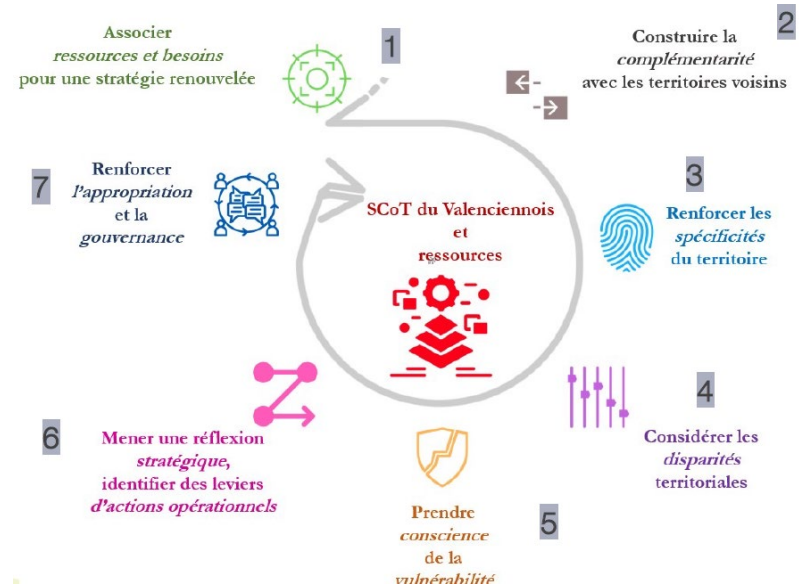 1
Associer
ressources et besoins
pour une stratégie renouvelée
2
Construire la
complémentarité
avec les territoires voisins
3
Renforcer les
spécificités
du territoire
4
Considérer les
disparités
territoriales
5
Prendre
conscience
de la
vulnérabilité
6
Mener une réflexion
stratégique,
identifier des leviers
d'actions opérationnels
7
Renforcer
l'appropriation
et la
gouvernance
SCoT du Valenciennois
et
ressources